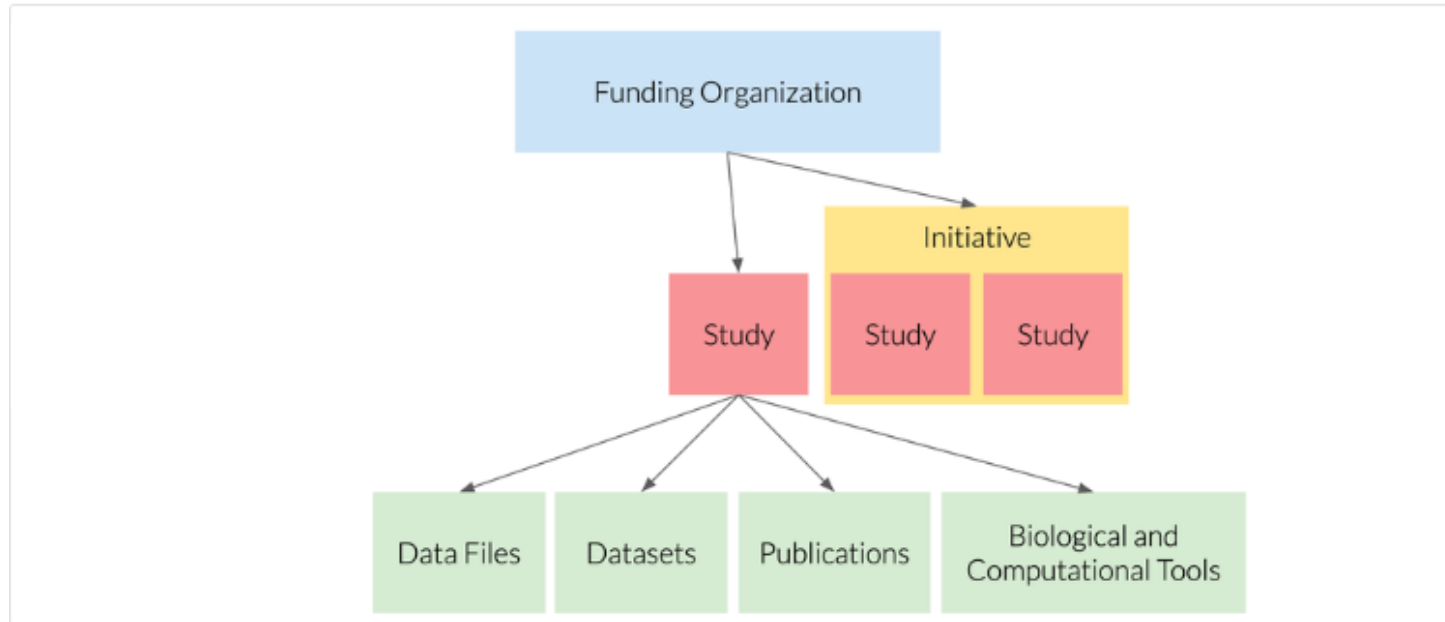 Funding Organization
Initiative
Study
Study
Study
Data Files
Datasets
Publications
Biological and
Computational Tools